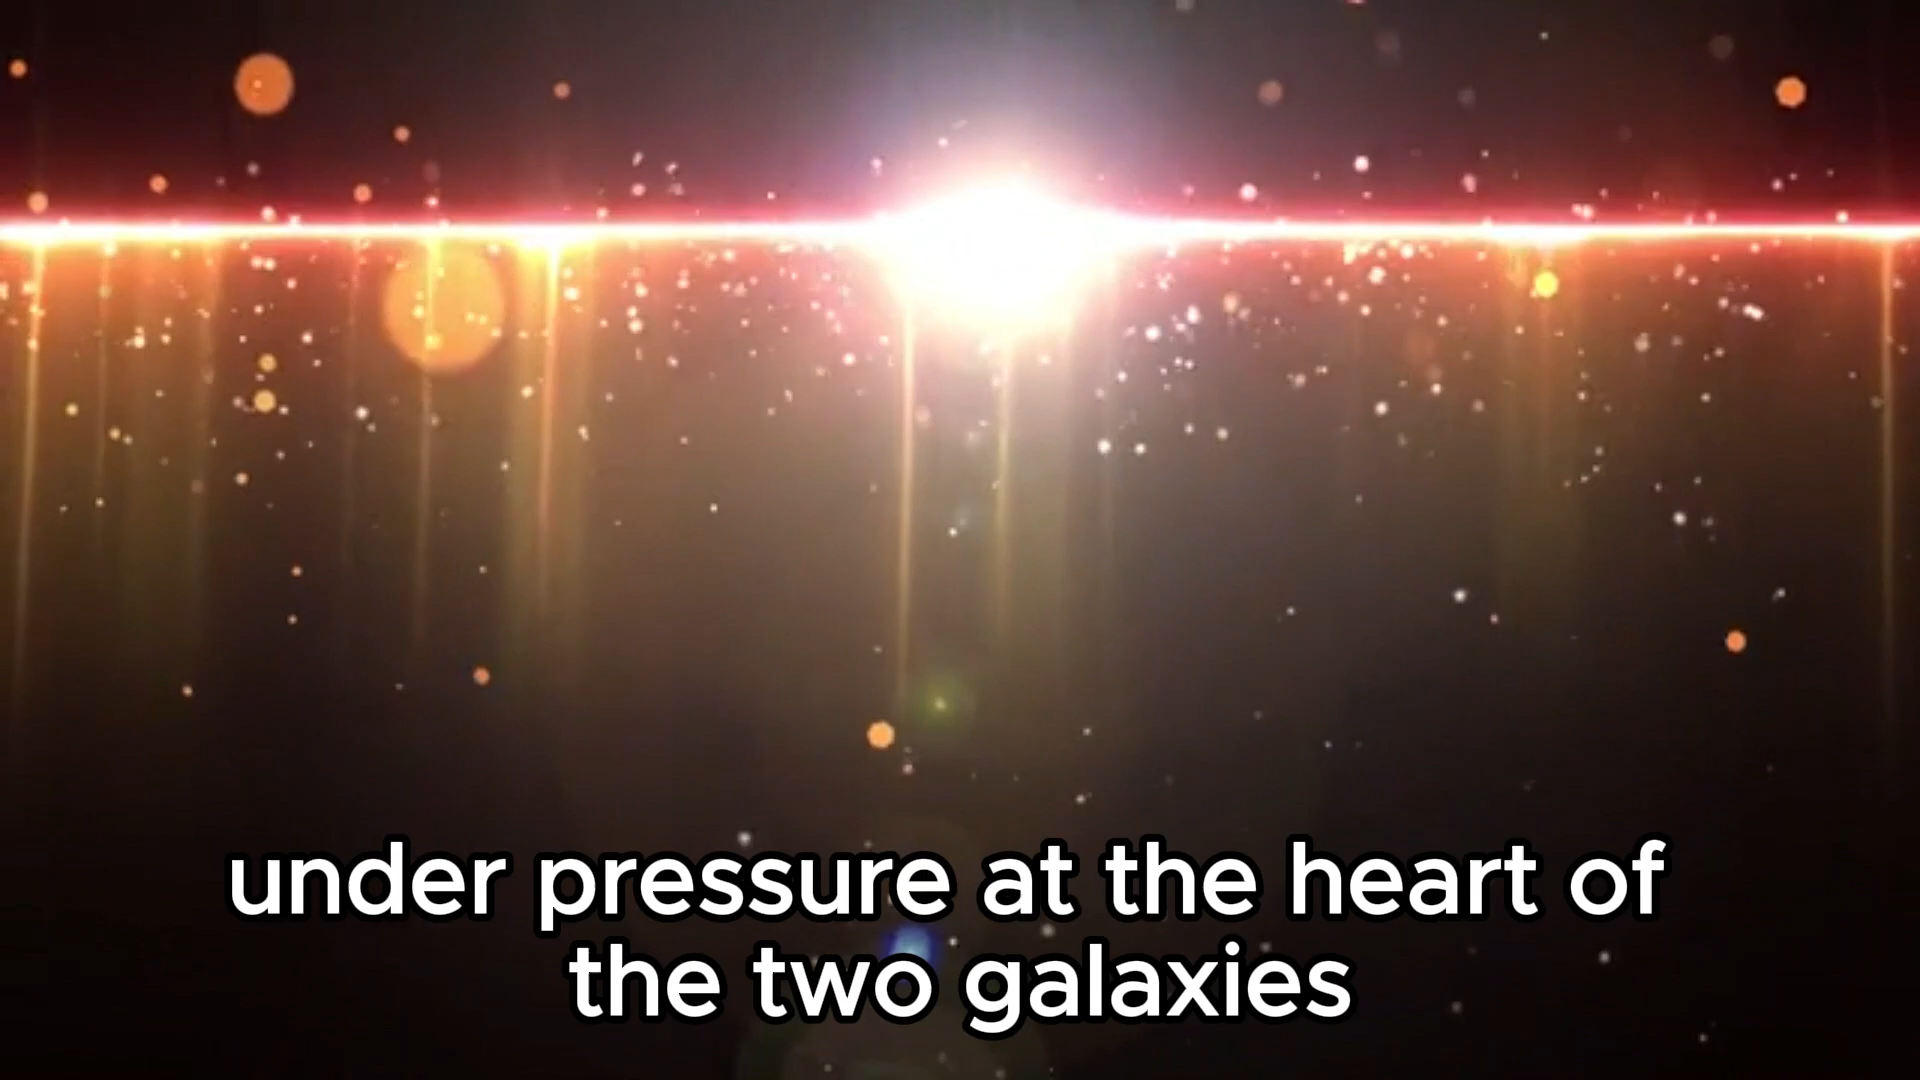 under pressure at the heart of
the two galaxies